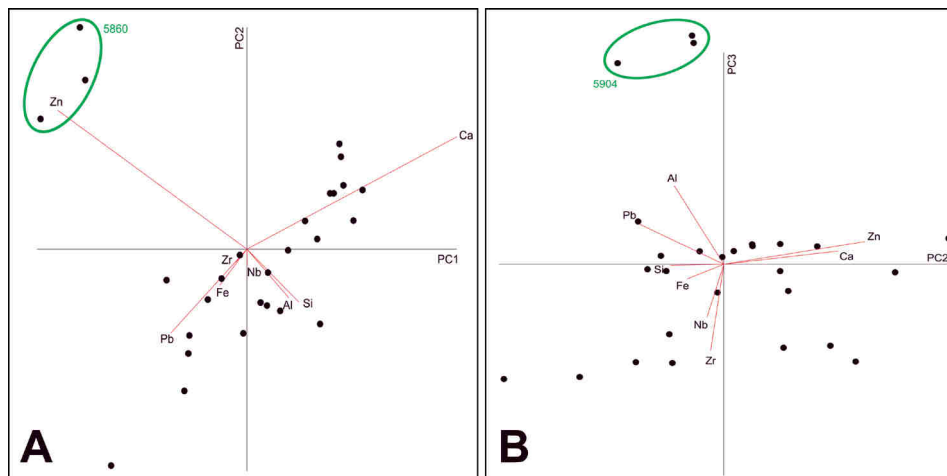 5860
PC2
Zn
Ca
PC1
Zr
Nb
Fe
Al
Si
Pb
A
5904
PC3
Al
Pb
Zn
Ca
Si
PC2
Fe
Nb
Zr
B